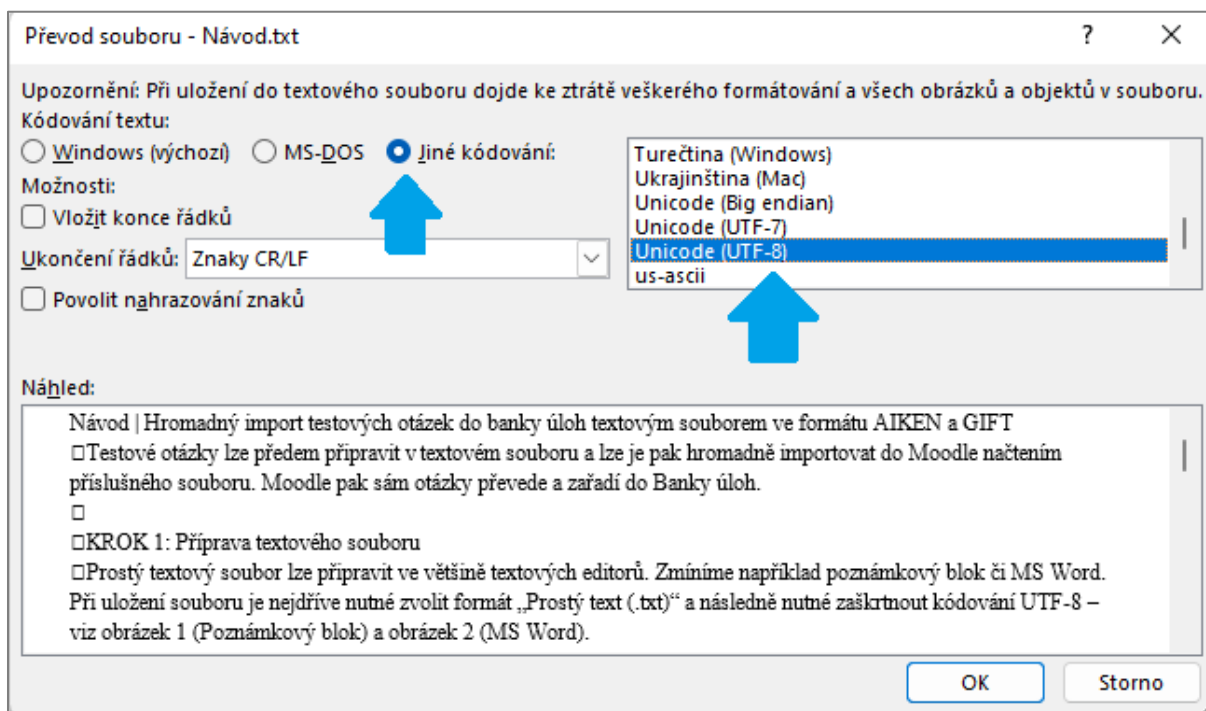 Převod souboru - Návod.txt
Upozornění: Při uložení do textového souboru dojde ke ztrátě veškerého formátování a všech obrázků a objektů v souboru.
Kódování textu:
Windows (výchozí) MS-DOS Jiné kódování:
Možnosti:
Vložit konce řádků
Ukončení řádků: Znaky CR/LF
Povolit nahrazování znaků
Turečtina (Windows)
Ukrajinština (Mac)
Unicode (Big endian)
Unicode (UTF-7)
Unicode (UTF-8)
us-ascii
Náhled:
Návod | Hromadný import testových otázek do banky úloh textovým souborem ve formátu AIKEN a GIFT
□Testové otázky lze předem připravit v textovém souboru a lze je pak hromadně importovat do Moodle načtením
příslušného souboru. Moodle pak sám otázky převede a zařadí do Banky úloh.
□
□KROK 1: Příprava textového souboru
□Prostý textový soubor lze připravit ve většině textových editorů. Zmíníme například poznámkový blok či MS Word.
Při uložení souboru je nejdříve nutné zvolit formát „Prostý text (.txt)“ a následně nutné zaškrtnout kódování UTF-8 –
viz obrázek 1 (Poznámkový blok) a obrázek 2 (MS Word).
OK Storno